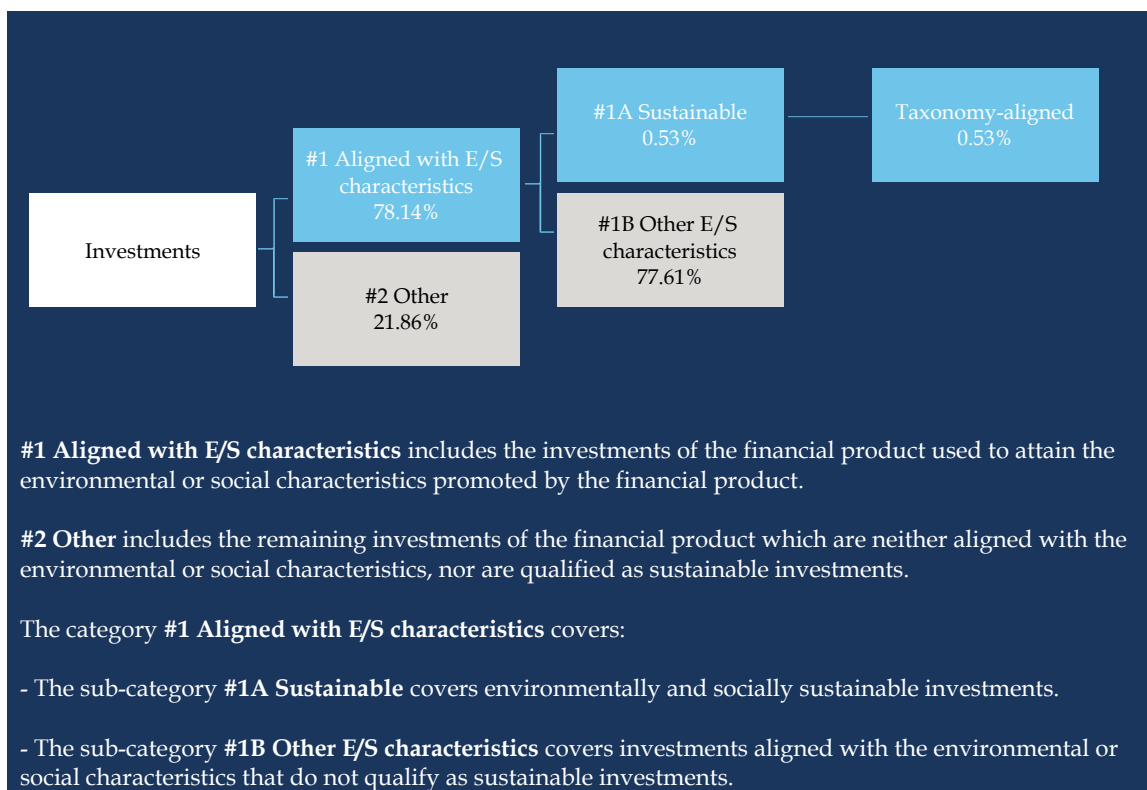 #1A Sustainable
0.53%
Taxonomy-aligned
0.53%
#1 Aligned with E/S
characteristics
78.14%
Investments
#1B Other E/S
characteristics
77.61%
#2 Other
21.86%
#1 Aligned with E/S characteristics includes the investments of the financial product used to attain the
environmental or social characteristics promoted by the financial product.
#2 Other includes the remaining investments of the financial product which are neither aligned with the
environmental or social characteristics, nor are qualified as sustainable investments.
The category #1 Aligned with E/S characteristics covers:
- The sub-category #1A Sustainable covers environmentally and socially sustainable investments.
- The sub-category #1B Other E/S characteristics covers investments aligned with the environmental or
social characteristics that do not qualify as sustainable investments.